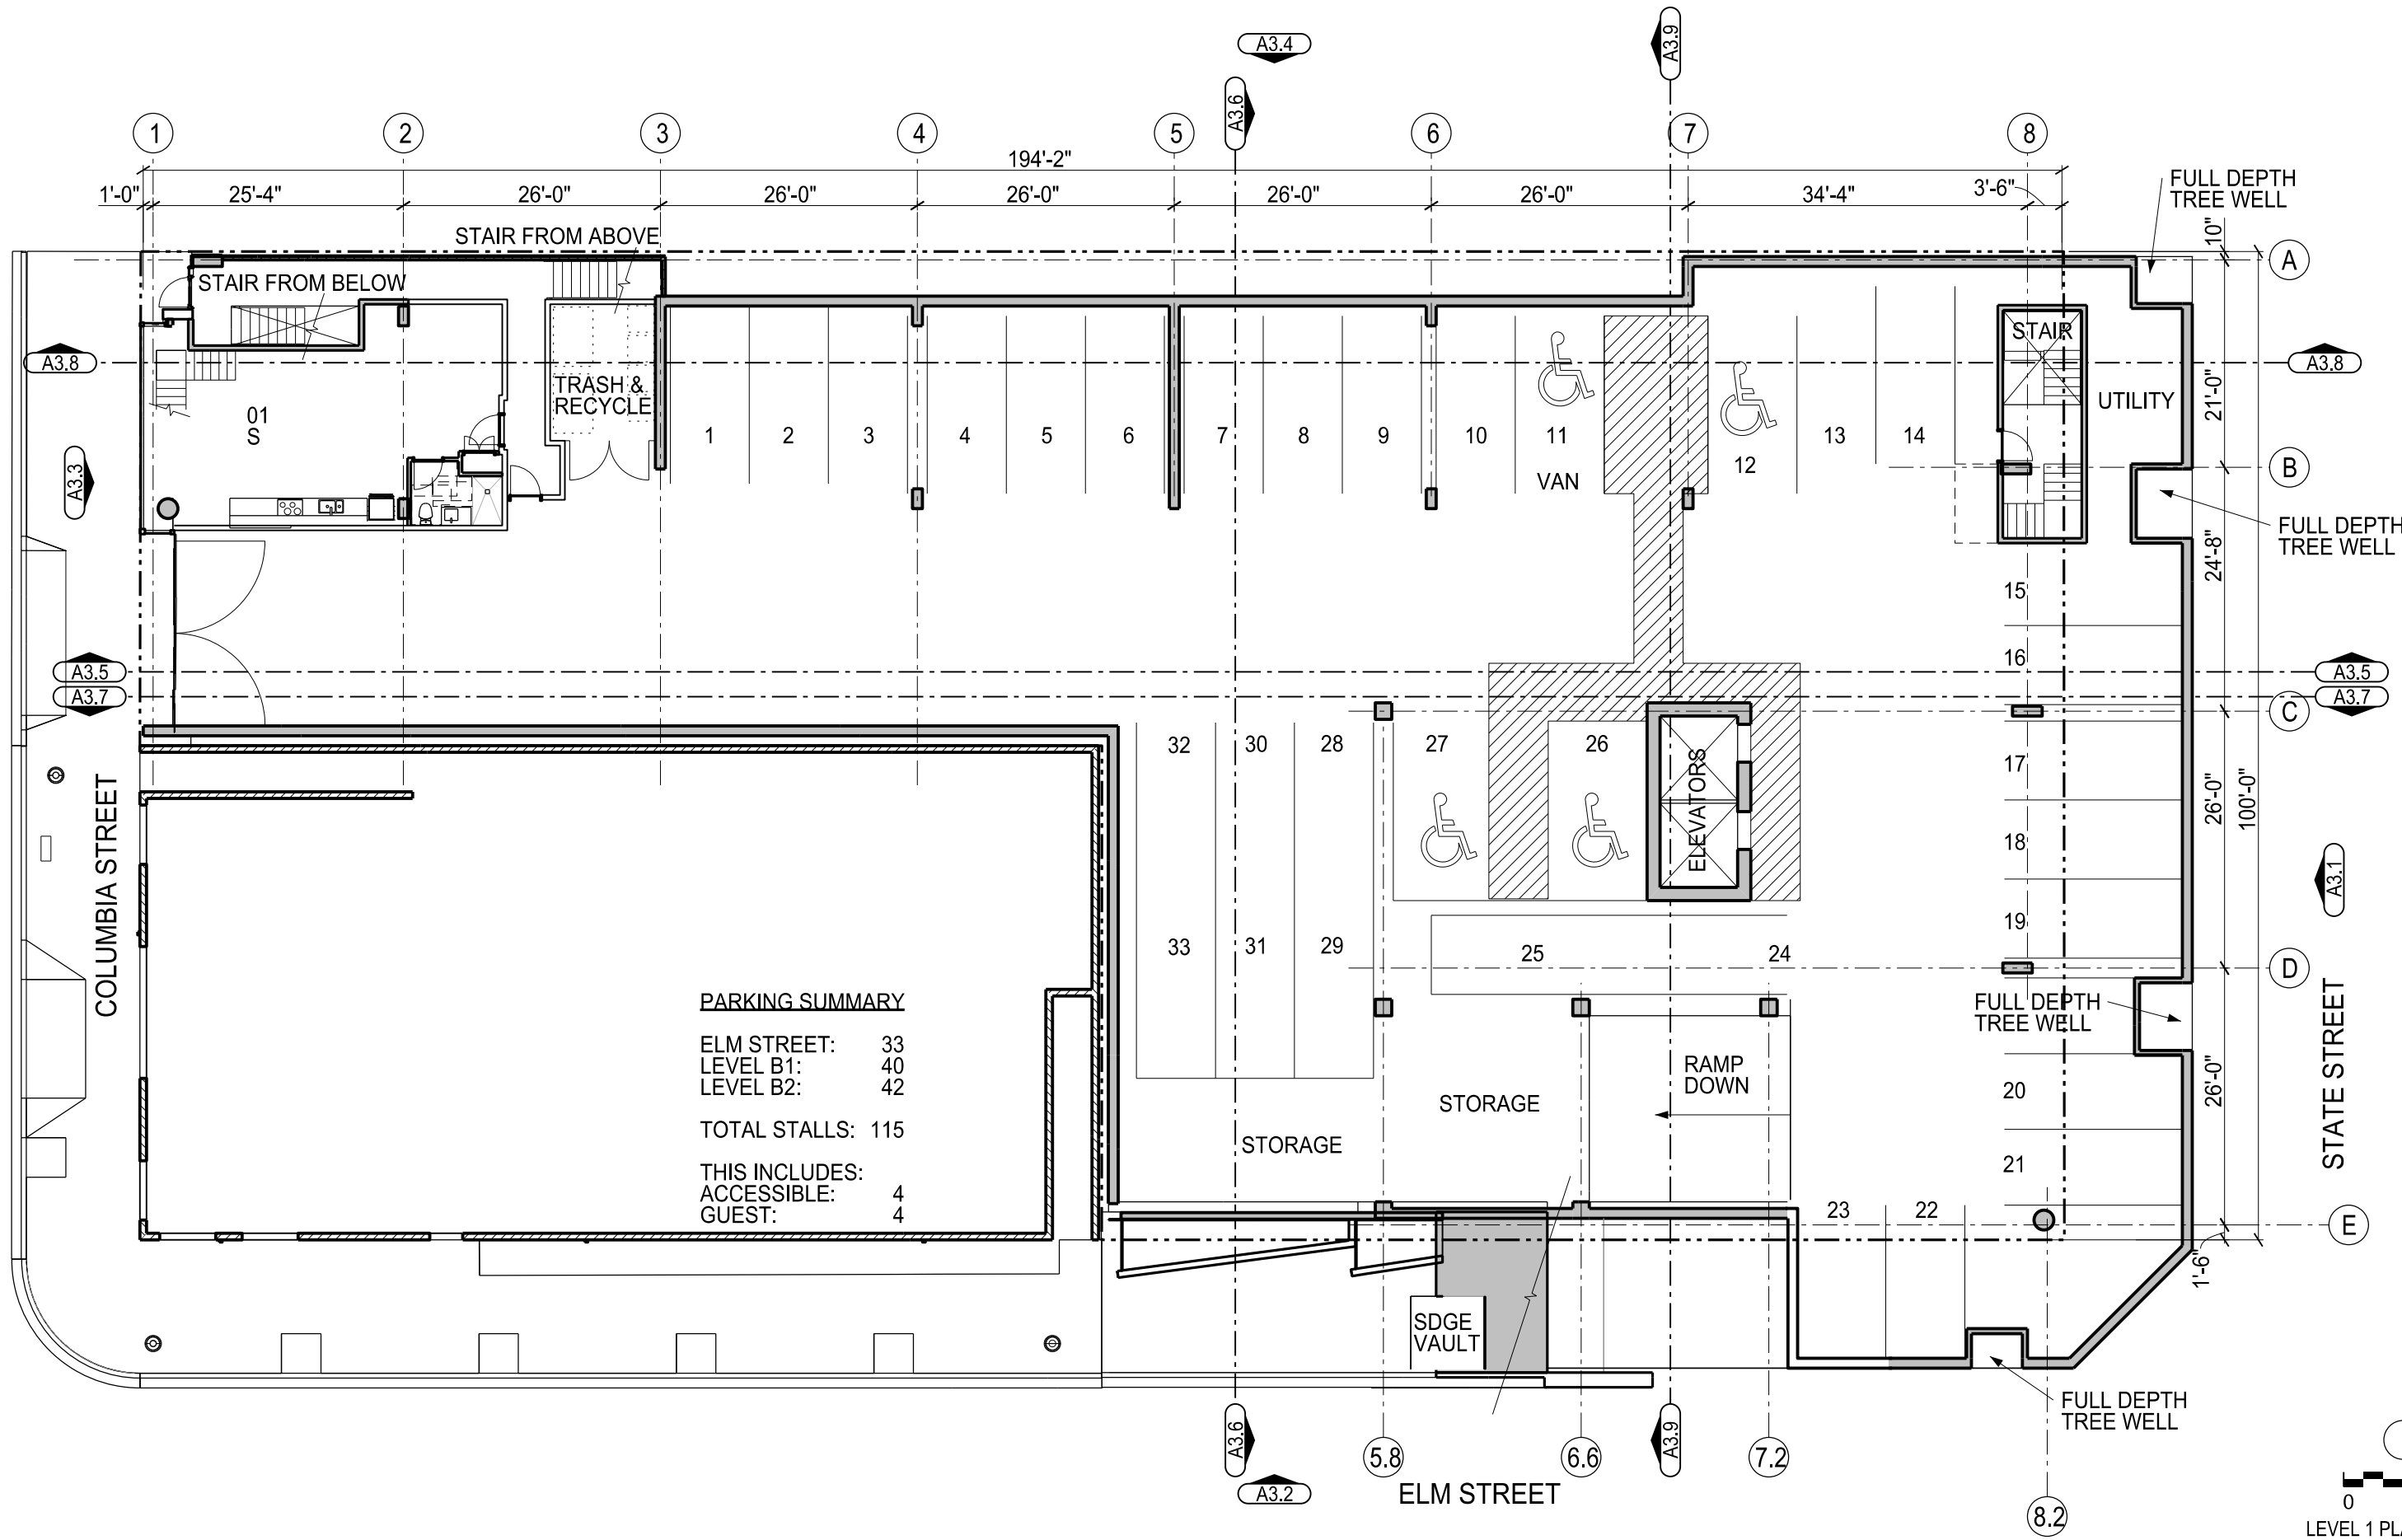 A3.4
A3.9
A3.6
1
2
3
4
5
6
7
8
194'-2"
1'-0"
25'-4"
26'-0"
26'-0"
26'-0"
26'-0"
26'-0"
34'-4"
3'-6"
FULL DEPTH
TREE WELL
10"
A
STAIR FROM ABOVE
STAIR FROM BELOW
STAIR
A3.8
A3.8
TRASH &
RECYCLE
UTILITY
21'-0"
01
S
1
2
3
4
5
6
7
8
9
10
11
VAN
12
13
14
B
A3.3
FULL DEPTH
TREE WELL
24'-8"
15
16
A3.5
A3.7
A3.5
A3.7
C
32
30
28
27
26
ELEVATORS
17
18
19
26'-0"
100'-0"
COLUMBIA STREET
A3.1
33
31
29
25
24
D
PARKING SUMMARY
ELM STREET: 33
LEVEL B1: 40
LEVEL B2: 42
TOTAL STALLS: 115
THIS INCLUDES:
ACCESSIBLE: 4
GUEST: 4
FULL DEPTH
TREE WELL
STATE STREET
RAMP
DOWN
STORAGE
STORAGE
20
21
26'-0"
23
22
E
1'-6"
SDGE
VAULT
FULL DEPTH
TREE WELL
A3.6
A3.2
5.8
6.6
A3.9
7.2
8.2
ELM STREET
0
LEVEL 1